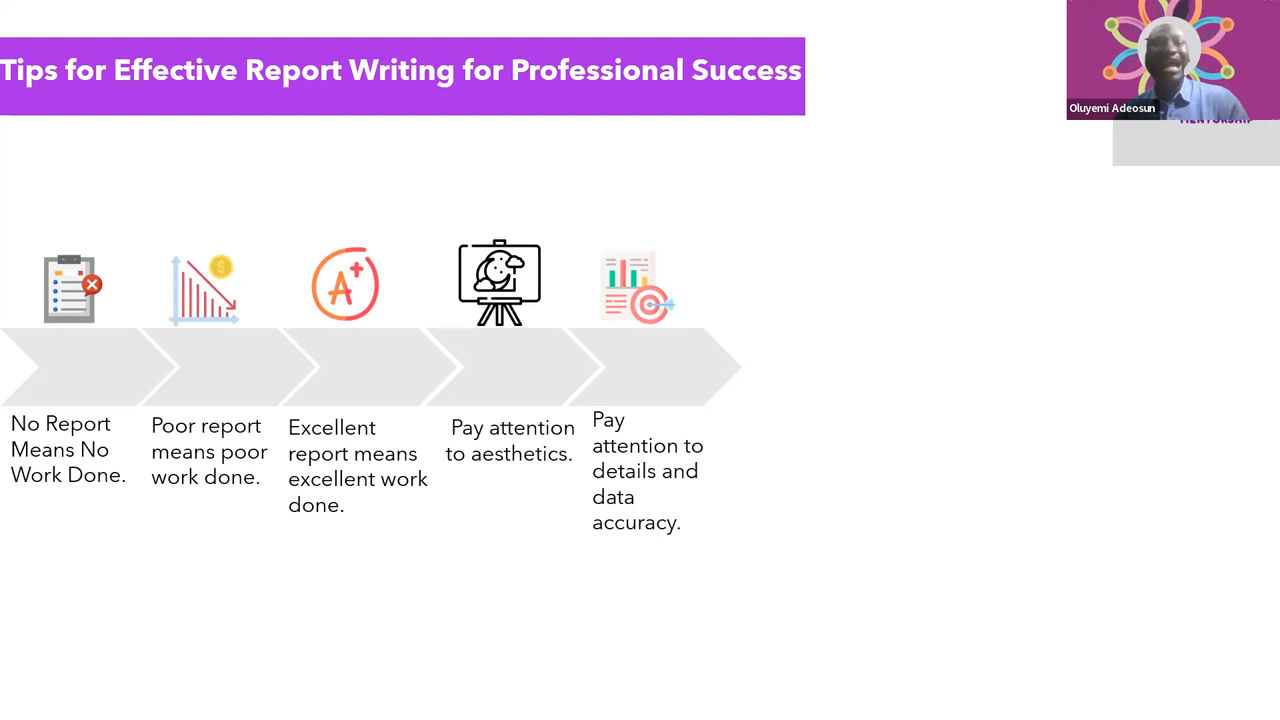 Tips for Effective Report Writing for Professional Success
Oluyemi Adeosun
MENTORSHIP
A+
$
No Report
Means No
Work Done.
Poor report
means poor
work done.
Excellent
report means
excellent work
done.
Pay attention
to aesthetics.
Pay
attention to
details and
data
accuracy.